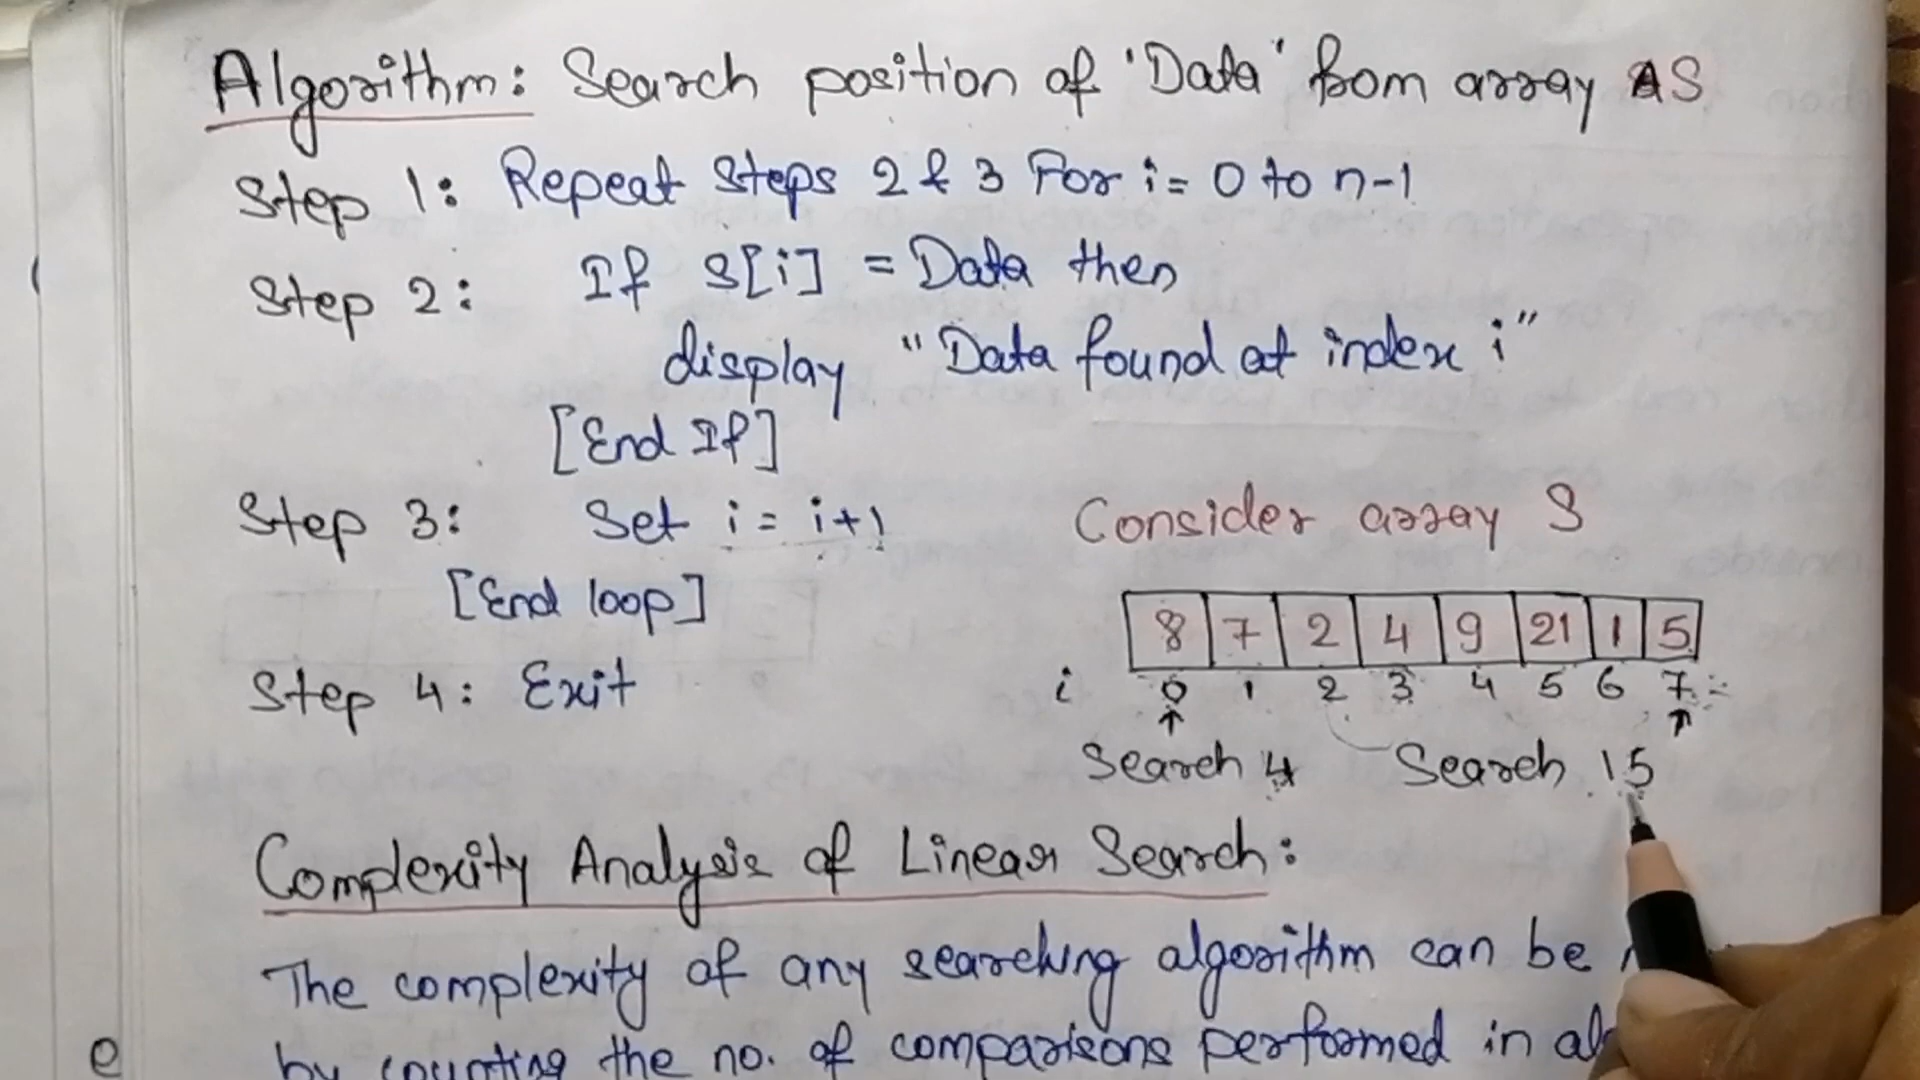 Algorithm: Search position of 'Data' from array S
Step 1: Repeat Steps 2 & 3 For i = 0 to n-1
Step 2: If S[i] = Data then
display "Data found at index i"
[End If]
Step 3: Set i = i+1
[End loop]
Step 4: Exit
Consider array S
8 7 2 4 9 21 1 5
i 0 1 2 3 4 5 6 7
Search 4 Search 15
Complexity Analysis of Linear Search:
The complexity of any searching algorithm can be
by counting the no. of comparisons performed in
e